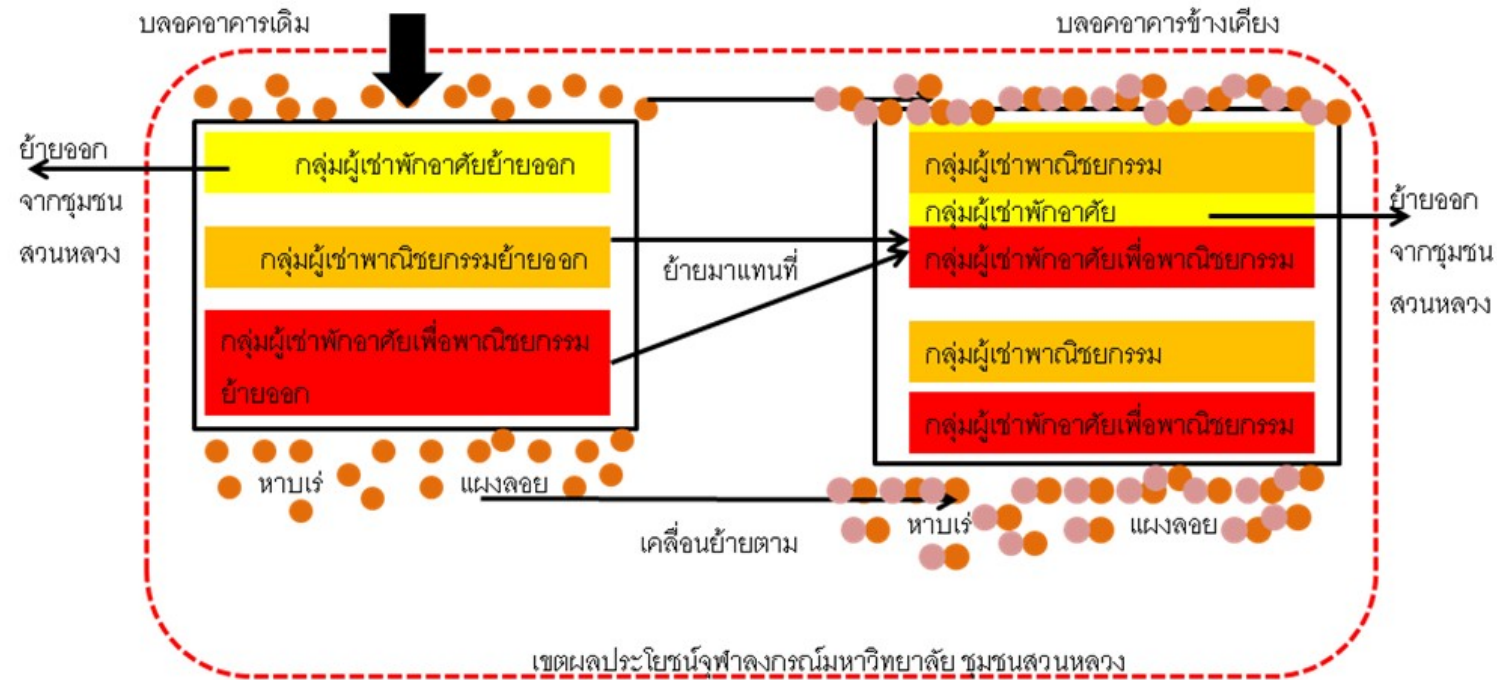 บลอคอาคารเดิม
บลอคอาคารข้างเคียง
ย้ายออก
จากชุมชน
สวนหลวง
กลุ่มผู้เช่าพักอาศัยย้ายออก
กลุ่มผู้เช่าพาณิชยกรรมย้ายออก
กลุ่มผู้เช่าพักอาศัยเพื่อพาณิชยกรรม
ย้ายออก
ย้ายมาแทนที่
กลุ่มผู้เช่าพาณิชยกรรม
กลุ่มผู้เช่าพักอาศัย
กลุ่มผู้เช่าพักอาศัยเพื่อพาณิชยกรรม
กลุ่มผู้เช่าพาณิชยกรรม
กลุ่มผู้เช่าพักอาศัยเพื่อพาณิชยกรรม
ย้ายออก
จากชุมชน
สวนหลวง
หาบเร่
แผงลอย
เคลื่อนย้ายตาม
หาบเร่
แผงลอย
เขตผลประโยชน์จุฬาลงกรณ์มหาวิทยาลัย ชุมชนสวนหลวง